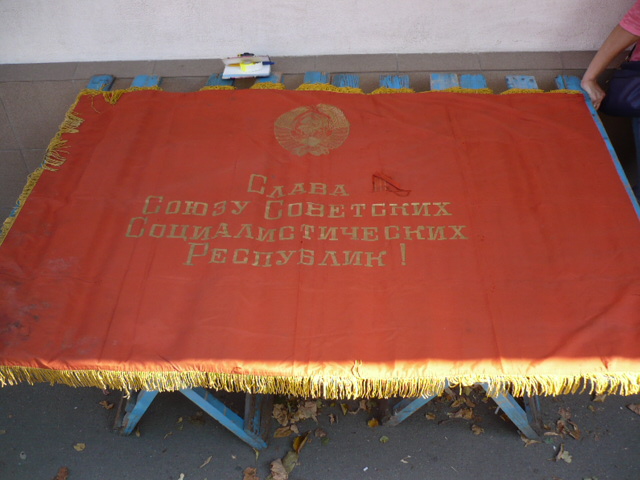 Слава
Союзу Советских
Социалистических
Республик!